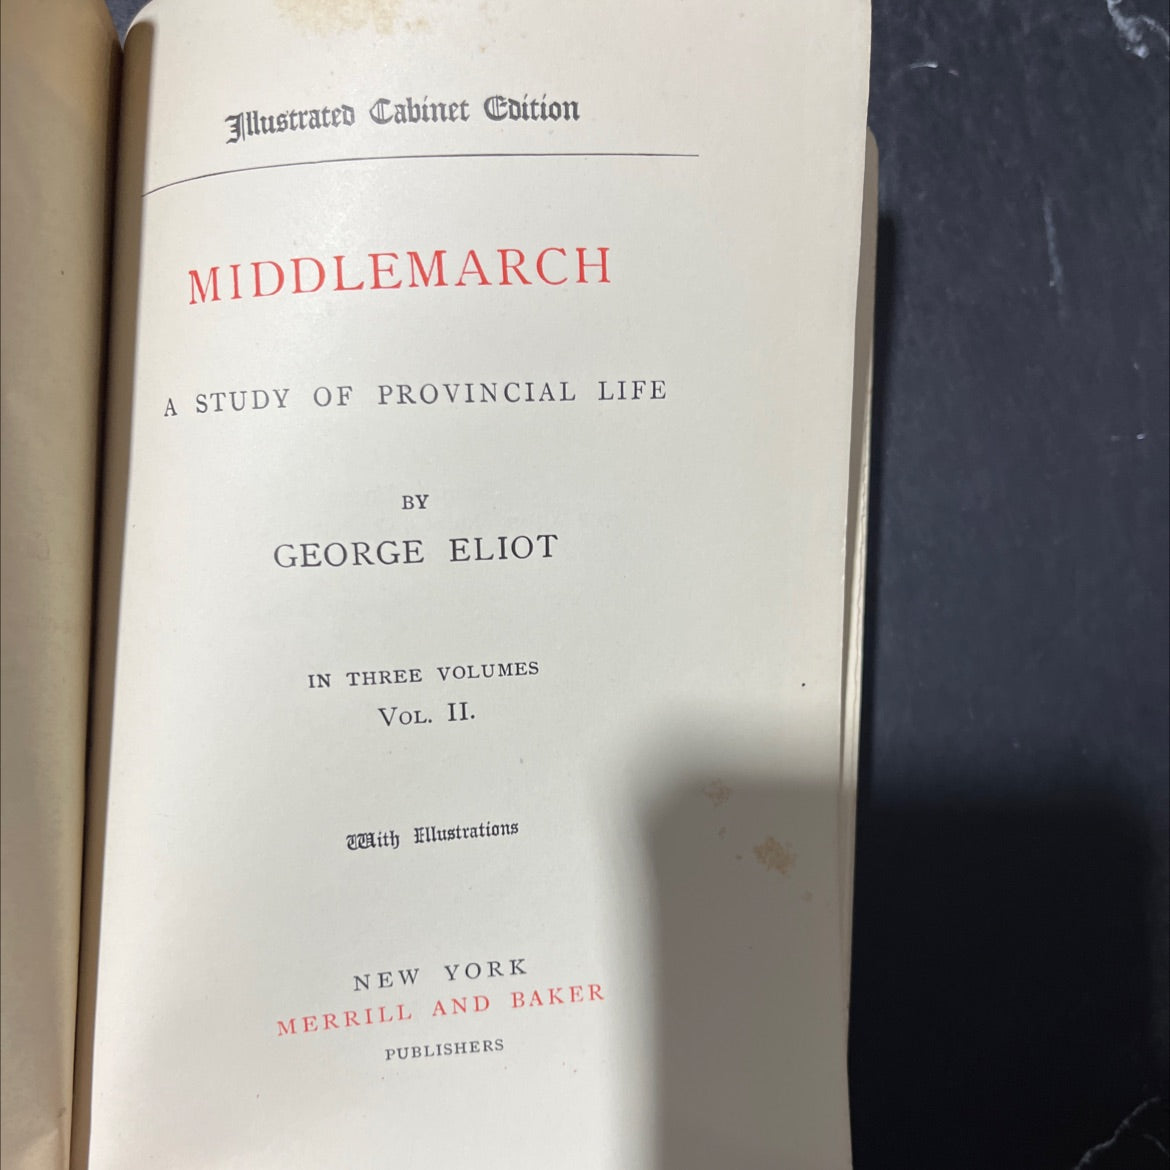 Illustrated Cabinet Edition
MIDDLEMARCH
A STUDY OF PROVINCIAL LIFE
BY
GEORGE ELIOT
IN THREE VOLUMES
VOL. II.
With Illustrations
NEW YORK
MERRILL AND BAKER
PUBLISHERS